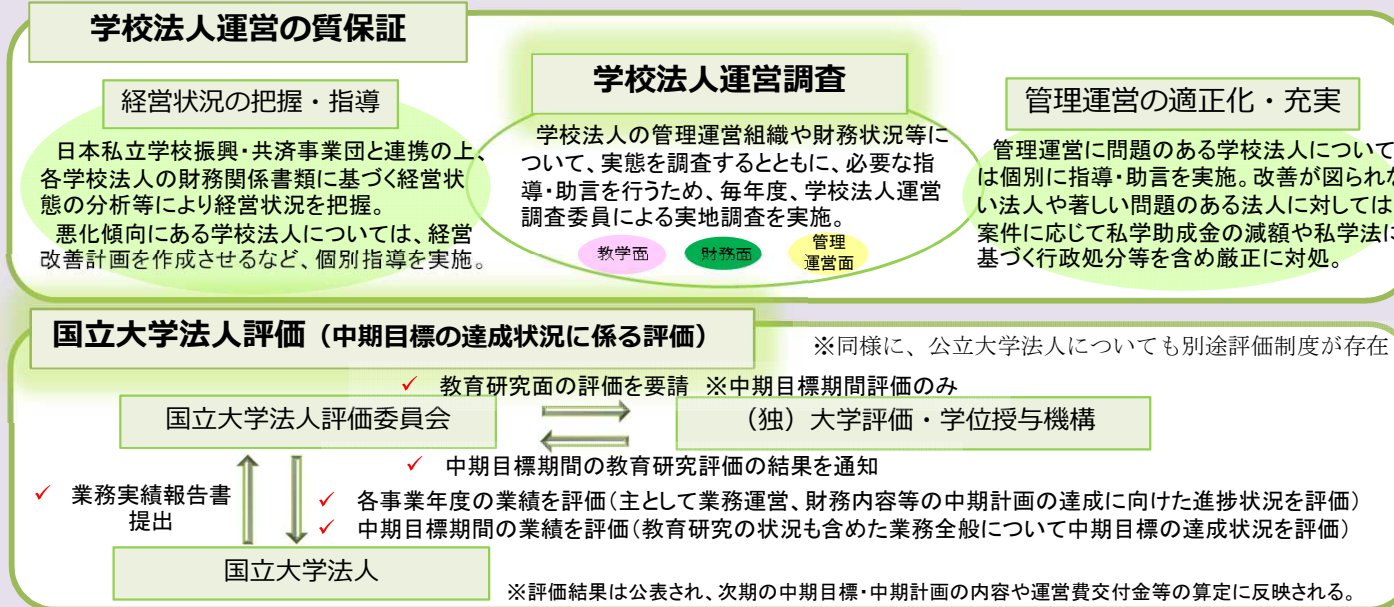 学校法人運営の質保証
経営状況の把握・指導
日本私立学校振興・共済事業団と連携の上、
各学校法人の財務関係書類に基づく経営状
態の分析等により経営状況を把握。
悪化傾向にある学校法人については、経営
改善計画を作成させるなど、個別指導を実施。
学校法人運営調査
学校法人の管理運営組織や財務状況等に
ついて、実態を調査するとともに、必要な指
導・助言を行うため、毎年度、学校法人運営
調査委員による実地調査を実施。
教学面
財務面
管理
運営面
管理運営の適正化・充実
管理運営に問題のある学校法人について
は個別に指導・助言を実施。改善が図られな
い法人や著しい問題のある法人に対しては
案件に応じて私学助成金の減額や私学法に
基づく行政処分等を含め厳正に対処。
国立大学法人評価（中期目標の達成状況に係る評価）
※同様に、公立大学法人についても別途評価制度が存在
✓ 教育研究面の評価を要請 ※中期目標期間評価のみ
国立大学法人評価委員会
（独）大学評価・学位授与機構
✓ 中期目標期間の教育研究評価の結果を通知
✓ 業務実績報告書
提出
✓ 各事業年度の業績を評価（主として業務運営、財務内容等の中期計画の達成に向けた進捗状況を評価）
✓ 中期目標期間の業績を評価（教育研究の状況も含めた業務全般について中期目標の達成状況を評価）
国立大学法人
※評価結果は公表され、次期の中期目標・中期計画の内容や運営費交付金等の算定に反映される。